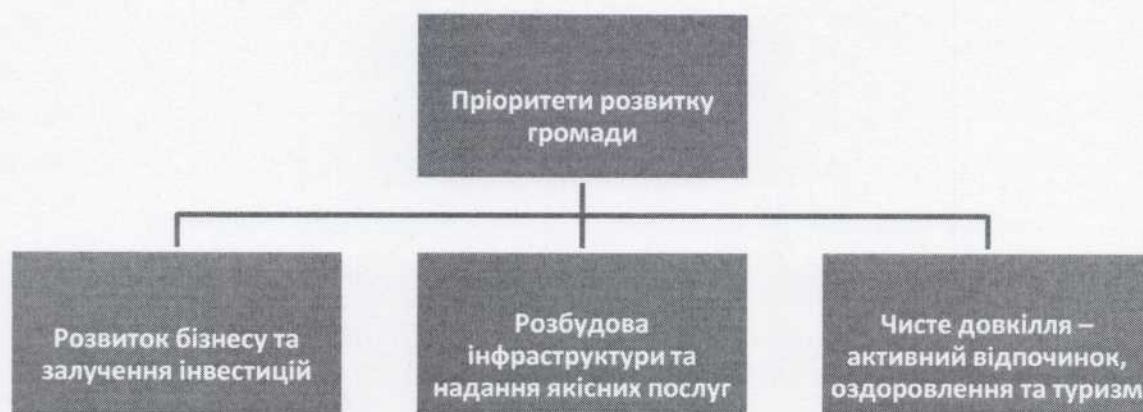 Пріоритети розвитку
громади
Розвиток бізнесу та
залучення інвестицій
Розбудова
інфраструктури та
надання якісних послуг
Чисте довкілля –
активний відпочинок,
оздоровлення та туризм